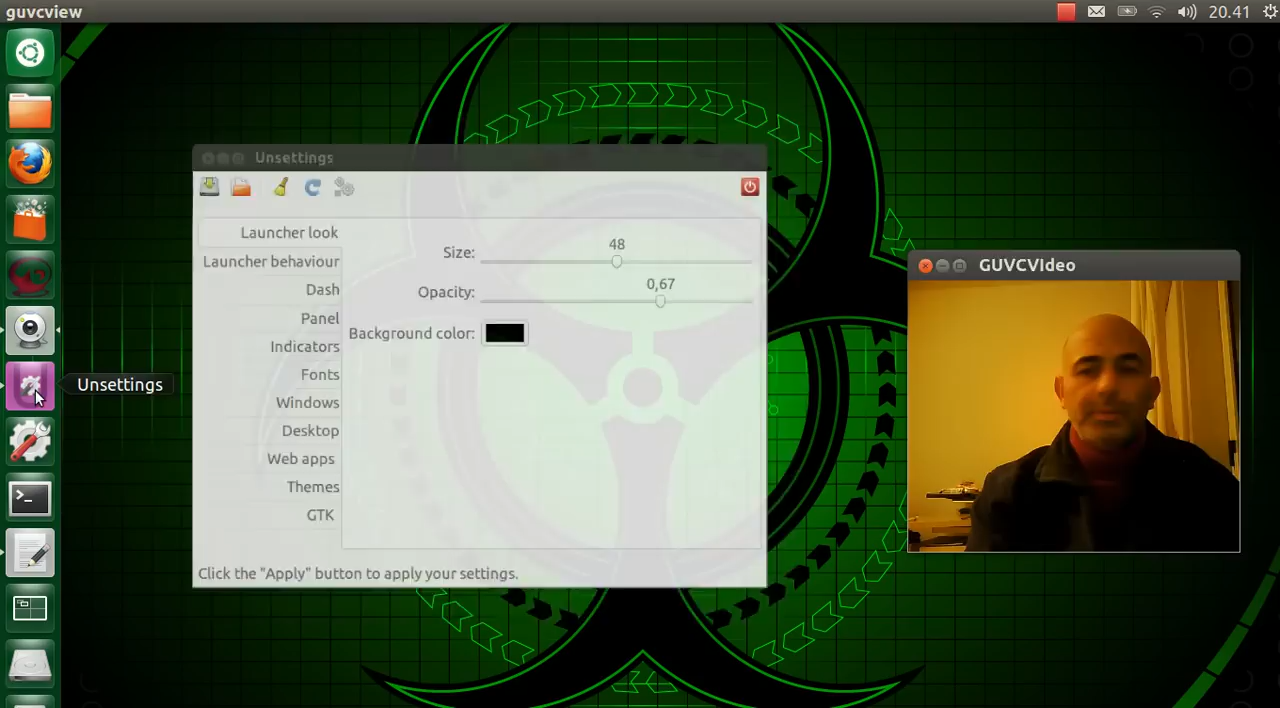 guvcview
20.41
Unsettings
Launcher look
Launcher behaviour
Dash
Panel
Indicators
Fonts
Windows
Desktop
Web apps
Themes
GTK
Size:
48
Opacity:
0,67
Background color:
Click the "Apply" button to apply your settings.
GUVCVIdeo
Unsettings
>_